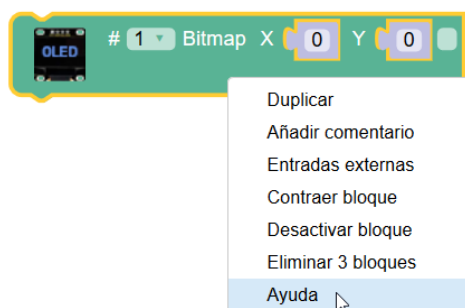 OLED # 1 Bitmap X 0 Y 0
Duplicar
Añadir comentario
Entradas externas
Contraer bloque
Desactivar bloque
Eliminar 3 bloques
Ayuda